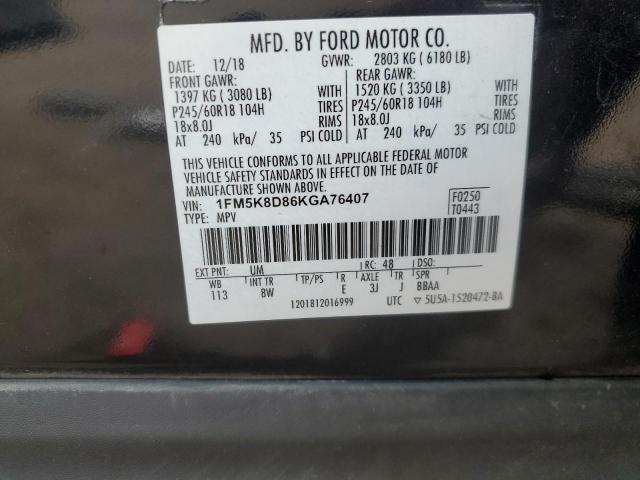 MFD. BY FORD MOTOR CO.
DATE: 12/18 GVWR: 2803 KG ( 6180 LB)
FRONT GAWR: REAR GAWR:
1397 KG ( 3080 LB) WITH 1520 KG ( 3350 LB) WITH
P245/60R18 104H TIRES P245/60R18 104H TIRES
18x8.0J RIMS 18x8.0J RIMS
AT 240 kPa/ 35 PSI COLD AT 240 kPa/ 35 PSI COLD
THIS VEHICLE CONFORMS TO ALL APPLICABLE FEDERAL MOTOR
VEHICLE SAFETY STANDARDS IN EFFECT ON THE DATE OF
MANUFACTURE SHOWN ABOVE.
VIN: 1FM5K8D86KGA76407 F0250
TYPE: MPV T0443
EXT PNT: UM RC: 48 DSO:
WB INT TR TP/PS R AXLE TR SPR
113 8W E 3J J BBAA
1201812016999 UTC ▽ 5U5A-1520472-BA